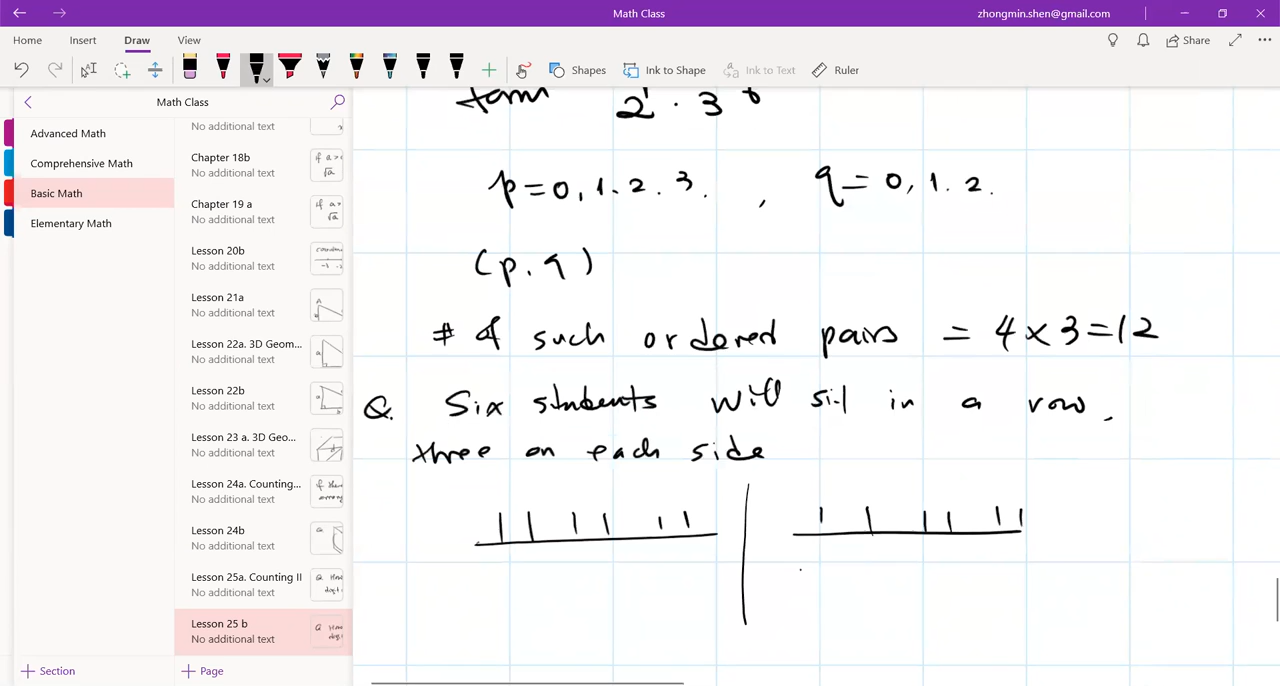 Math Class
zhongmin.shen@gmail.com
Home
Insert
Draw
View
Share
Shapes
Ink to Shape
Ink to Text
Ruler
Math Class
Advanced Math
Comprehensive Math
Basic Math
Elementary Math
No additional text
Chapter 18b
No additional text
Chapter 19 a
No additional text
Lesson 20b
No additional text
Lesson 21a
No additional text
Lesson 22a. 3D Geom...
No additional text
Lesson 22b
No additional text
Lesson 23 a. 3D Geo...
No additional text
Lesson 24a. Counting...
No additional text
Lesson 24b
No additional text
Lesson 25a. Counting II
No additional text
Lesson 25 b
No additional text
Section
Page
p=0, 1. 2. 3. , q=0, 1. 2.
(p. q)
# of such ordered pairs = 4×3=12
Q. Six students will sit in a row,
three on each side